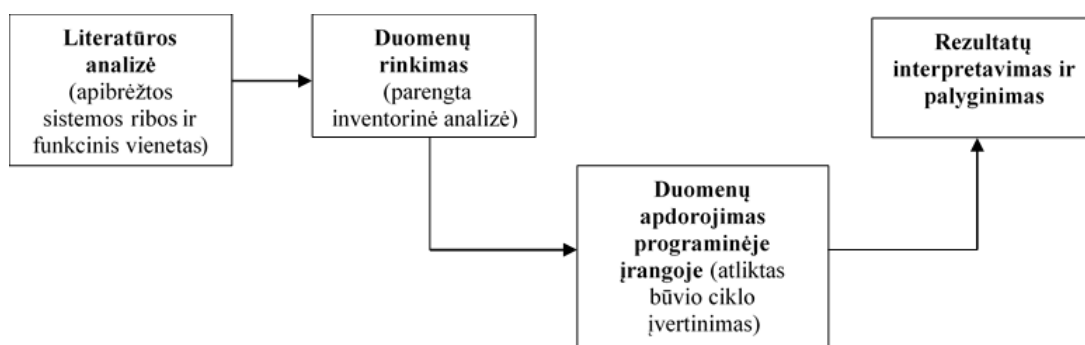 Literatūros
analizė
(apibrėžtos
sistemos ribos ir
funkcinis vienetas)
Duomenų
rinkimas
(parengta
inventorinė analizė)
Duomenų
apdorojimas
programinėje
įrangoje (atliktas
būvio ciklo
įvertinimas)
Rezultatų
interpretavimas ir
palyginimas